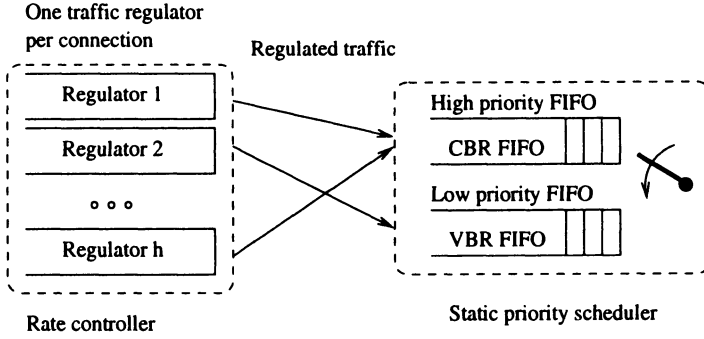 One traffic regulator
per connection
Regulated traffic
Regulator 1
Regulator 2
Regulator h
Rate controller
High priority FIFO
CBR FIFO
Low priority FIFO
VBR FIFO
Static priority scheduler